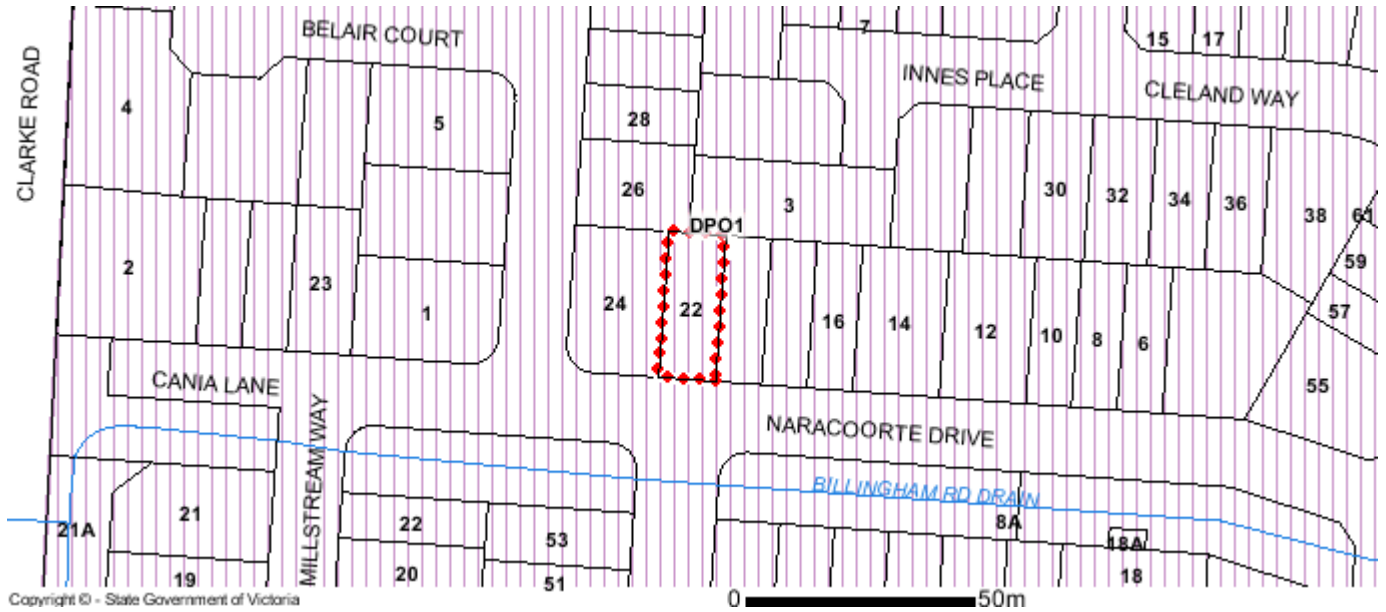 BELAIR COURT
7
15
17
INNES PLACE
CLELAND WAY
CLARKE ROAD
4
5
28
26
3
30
32
34
36
38
61
59
57
55
DPO1
2
23
1
24
22
16
14
12
10
8
6
CANIA LANE
MILLSTREAM WAY
NARACOORTE DRIVE
BILLINGHAM RD DRAIN
21A
21
19
22
20
53
51
8A
18A
18
Copyright © - State Government of Victoria
0 50m